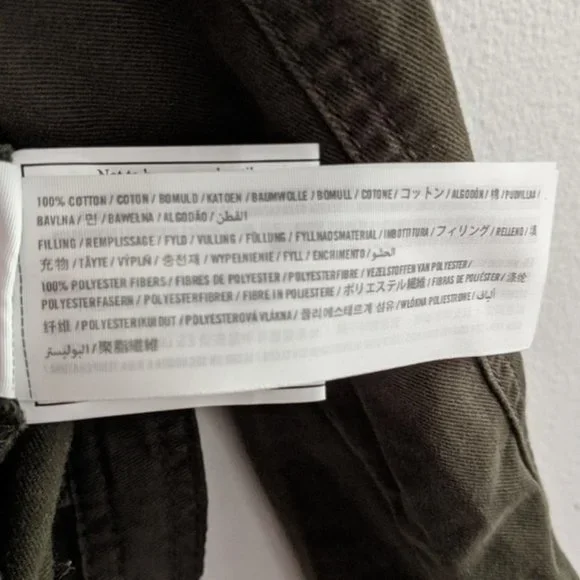 100% COTTON / COTON / BOMULD / KATOEN / BAUMWOLLE / BOMULL / COTONE / コットン / ALGODÓN / 棉 / PUUVILLAA /
BAVLNA / 면 / BAWEŁNA / ALGODÃO / القطن
FILLING / REMPLISSAGE / FYLD / VULLING / FÜLLUNG / FYLLNADSMATERIAL / IMBOTTITURA / フィリング / RELLENO / 填
充物 / TÄYTE / VÝPLŇ / 충전재 / WYPEŁNIENIE / FYLL / ENCHIMENTO / الحشو
100% POLYESTER FIBERS / FIBRES DE POLYESTER / POLYESTERFIBRE / VEZELSTOFFEN VAN POLYESTER /
POLYESTERFASERN / POLYESTERFIBRER / FIBRE IN POLIESTERE / ポリエステル繊維 / FIBRAS DE POLIÉSTER / 涤纶
纤维 / POLYESTERIKUIDUT / POLYESTEROVÁ VLÁKNA / 폴리에스테르계 섬유 / WŁÓKNA POLIESTROWE / ألياف
البوليستر / 聚脂纖維